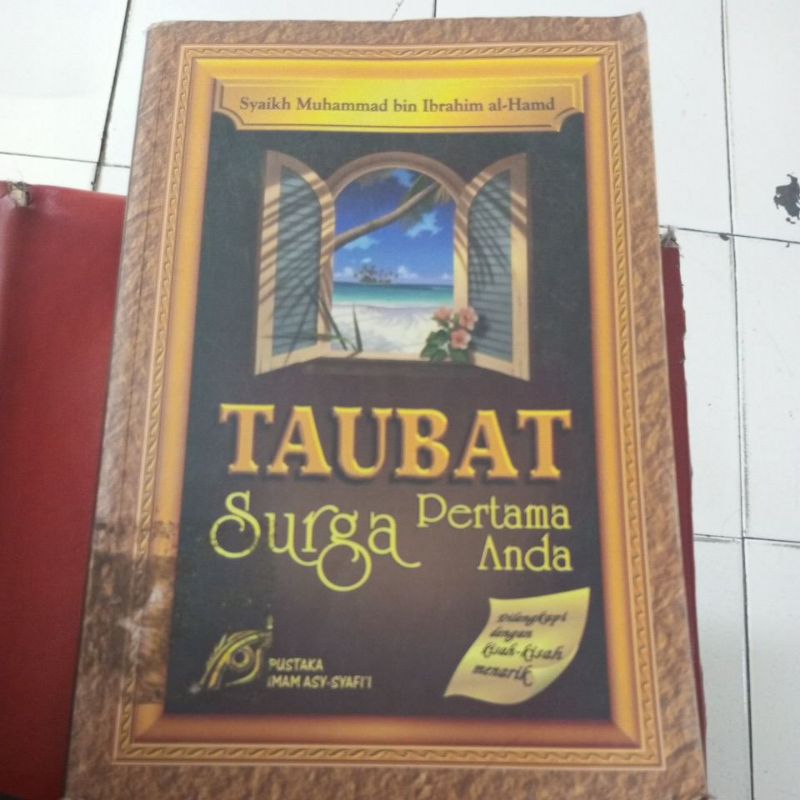 Syaikh Muhammad bin Ibrahim al-Hamd
TAUBAT
Surga Pertama
Anda
Dilengkapi
dengan
kisah-kisah
menarik
PUSTAKA
IMAM ASY-SYAFI'I